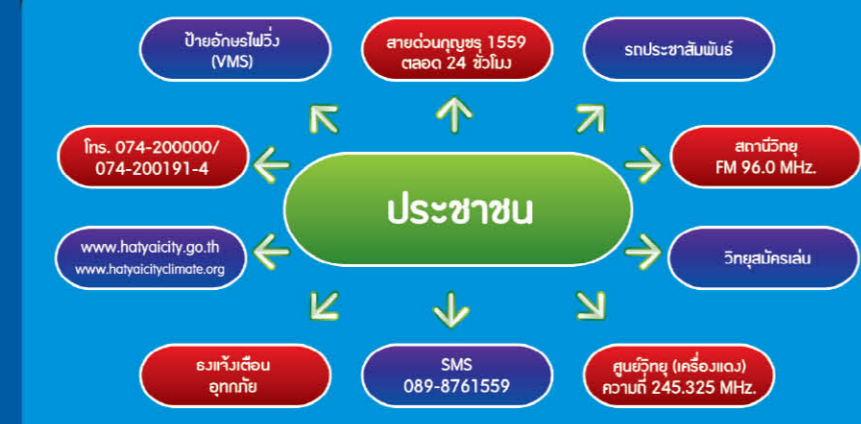 ป้ายอักษรไฟวิ่ง
(VMS)
สายด่วนกุญชร 1559
ตลอด 24 ชั่วโมง
รถประชาสัมพันธ์
โทร. 074-200000/
074-200191-4
สถานีวิทยุ
FM 96.0 MHz.
ประชาชน
www.hatyaicity.go.th
www.hatyaicityclimate.org
วิทยุสมัครเล่น
ธงแจ้งเตือน
อุทกภัย
SMS
089-8761559
ศูนย์วิทยุ (เครื่องแดง)
ความถี่ 245.325 MHz.